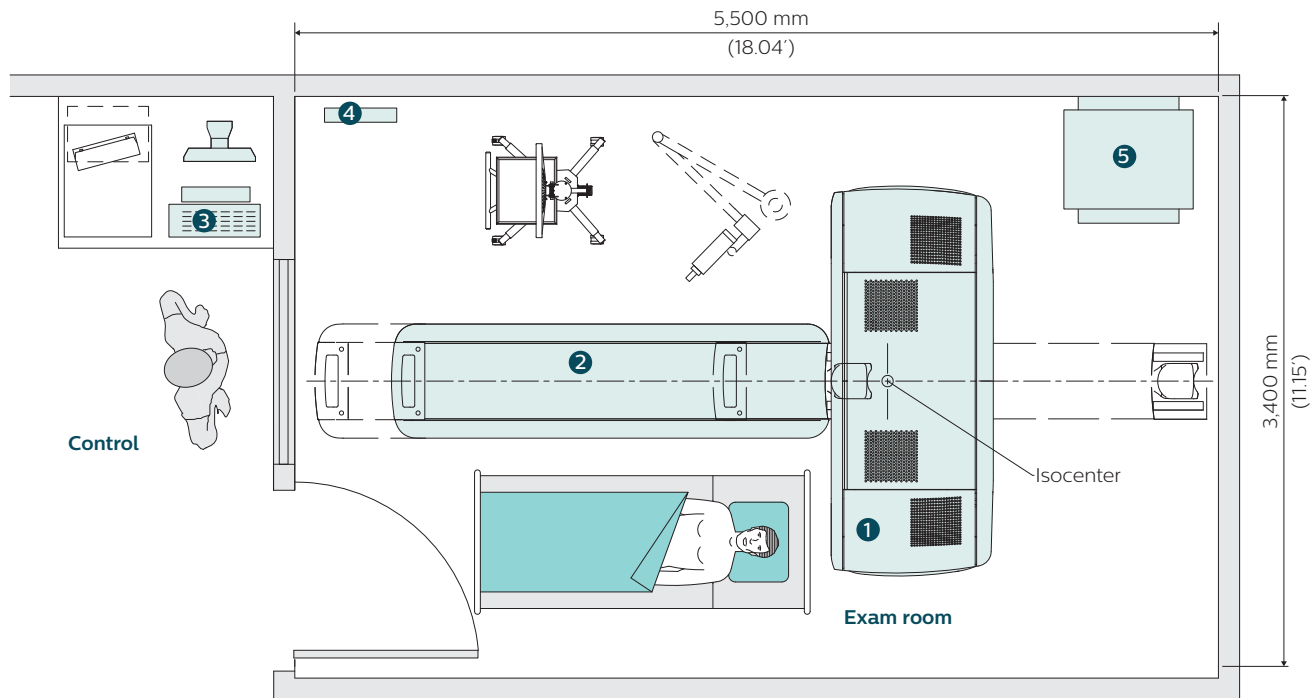 5,500 mm
(18.04´)
4
5
3
2
3,400 mm
(11.15´)
Control
Isocenter
1
Exam room